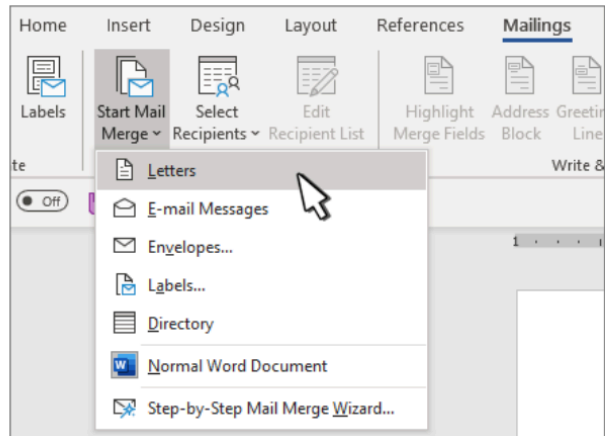 Home Insert Design Layout References Mailings
Labels Start Mail Merge Select Recipients Edit Recipient List Highlight Merge Fields Address Block Greetin Line
te Write &
Off
Letters
E-mail Messages
Envelopes...
Labels...
Directory
Normal Word Document
Step-by-Step Mail Merge Wizard...
1